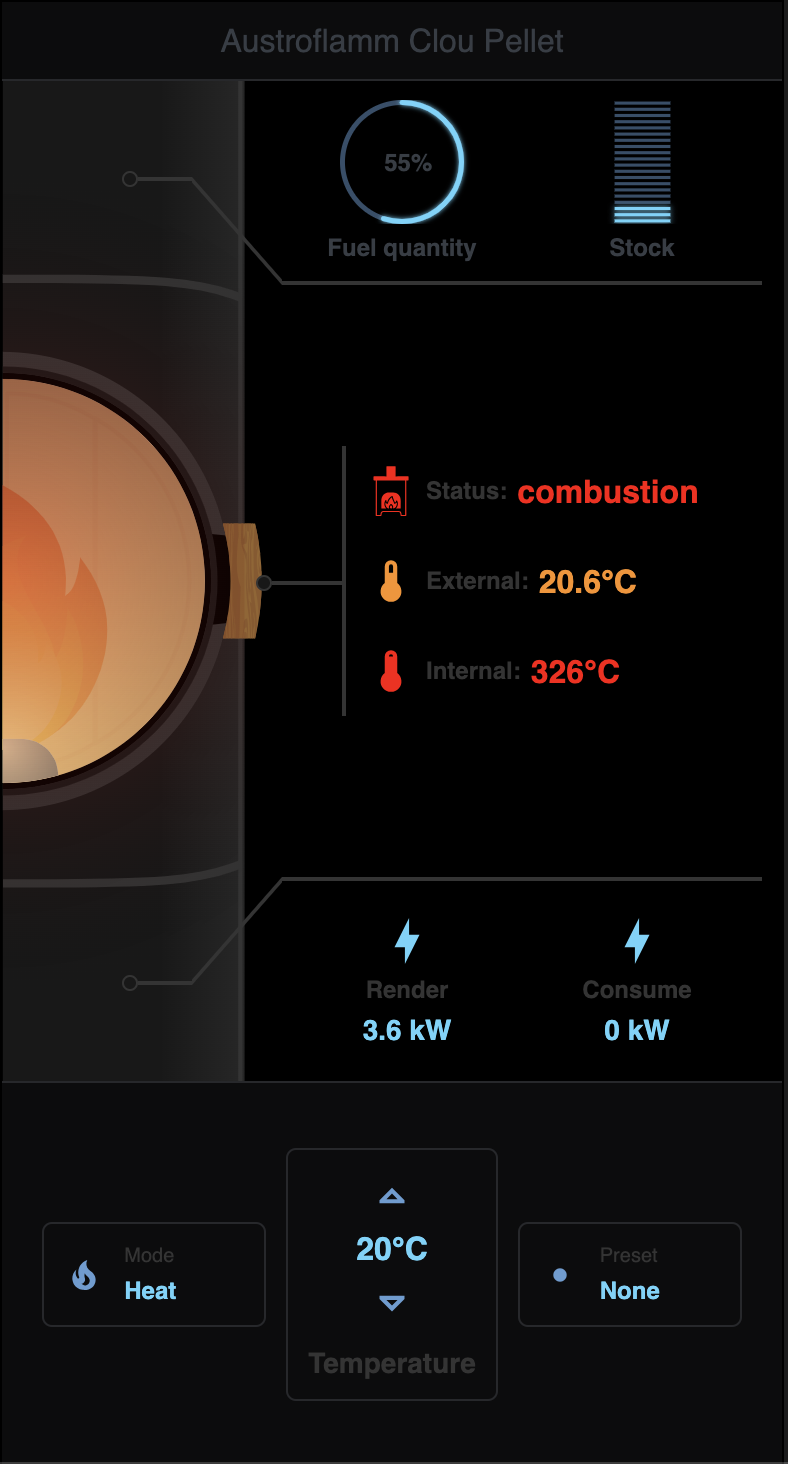 Austroflamm Clou Pellet
55%
Fuel quantity
Stock
Status: combustion
External: 20.6°C
Internal: 326°C
Render
Consume
3.6 kW
0 kW
20°C
Temperature
Mode
Heat
Preset
None